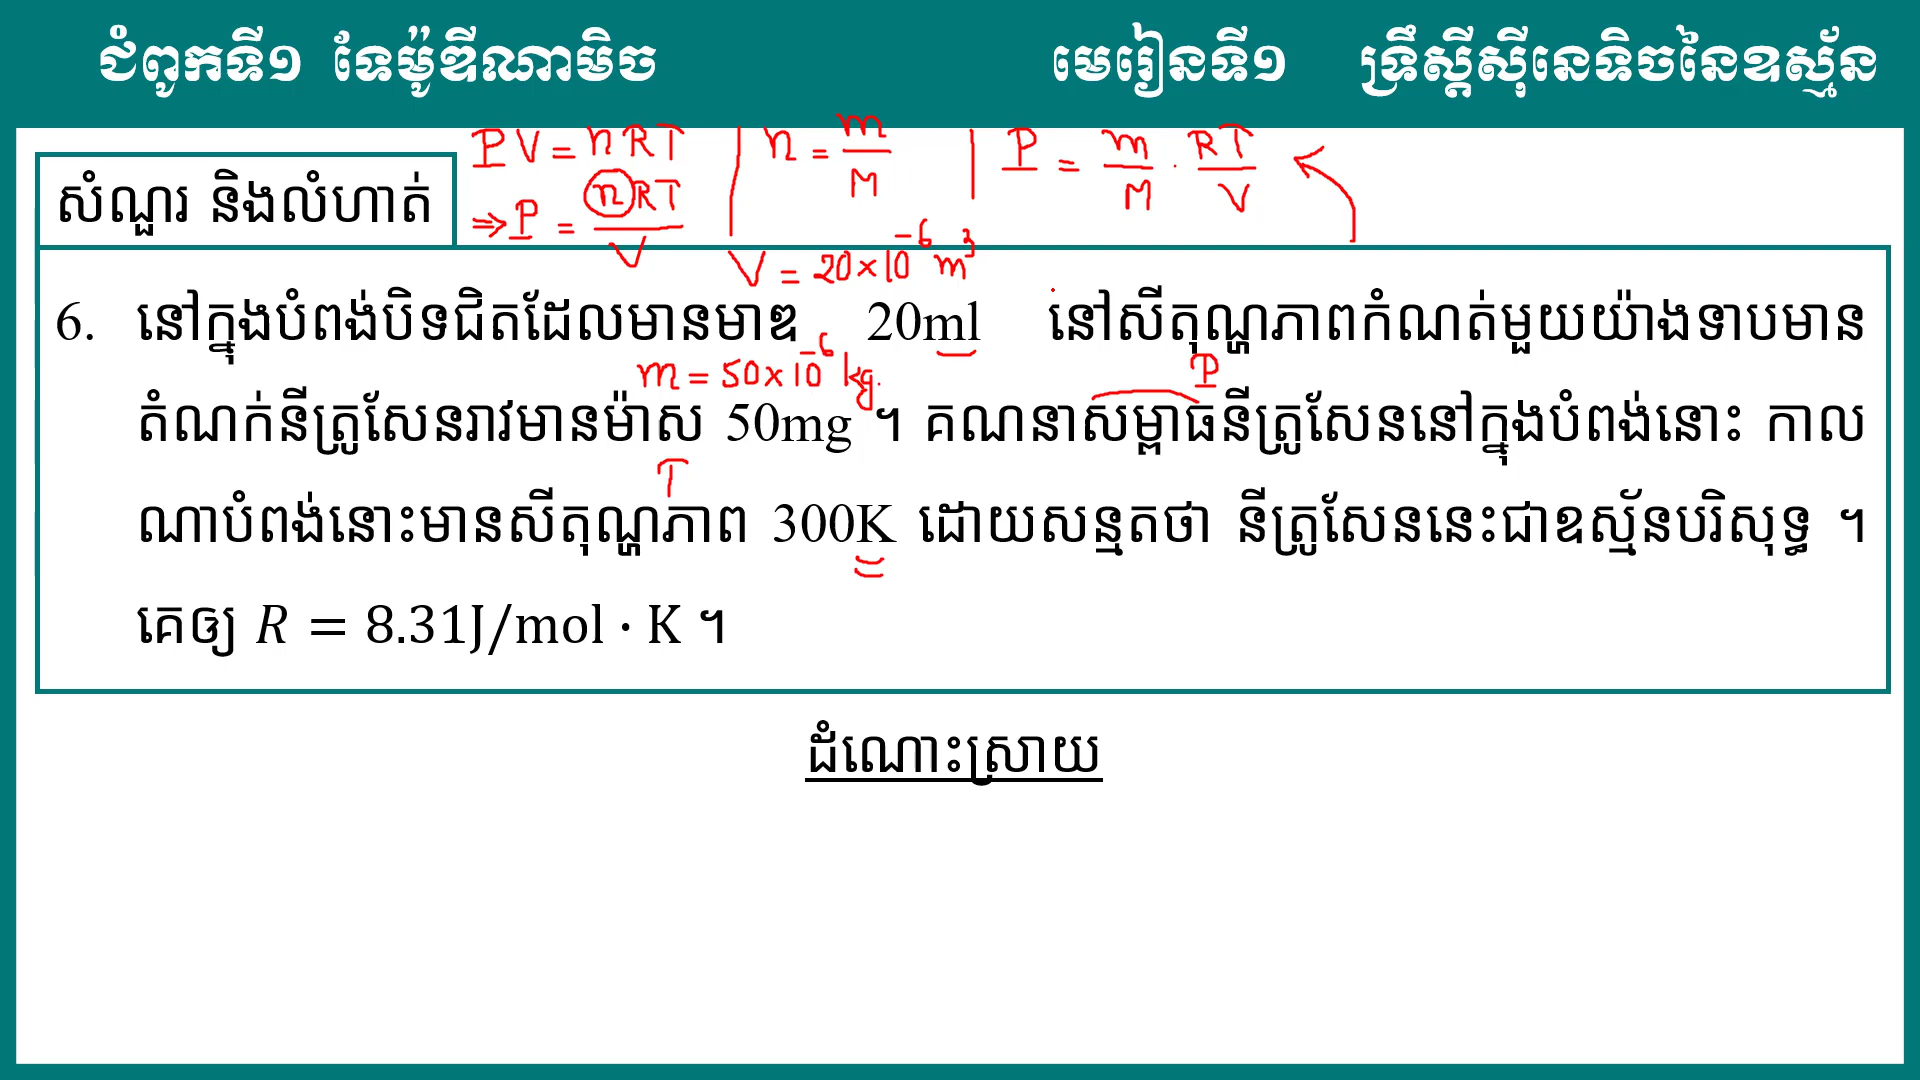 ជំពូកទី១ ទែម៉ូឌីណាមិច
មេរៀនទី១ ទ្រឹស្តីស៊ីនេទិចនៃឧស្ម័ន
PV = nRT | n = m/M | P = m/M · RT/V
⇒ P = nRT/V
V = 20×10⁻⁶ m³
សំណួរ និងលំហាត់
6. នៅក្នុងបំពង់បិទជិតដែលមានមាឌ 20ml នៅសីតុណ្ហភាពកំណត់មួយយ៉ាងទាបមាន
m = 50×10⁻⁶ kg. P
តំណក់នីត្រូសែនរាវមានម៉ាស 50mg ។ គណនាសម្ពាធនីត្រូសែននៅក្នុងបំពង់នោះ កាល
T
ណាបំពង់នោះមានសីតុណ្ហភាព 300K ដោយសន្មតថា នីត្រូសែននេះជាឧស្ម័នបរិសុទ្ធ ។
គេឲ្យ R = 8.31J/mol · K ។
ដំណោះស្រាយ